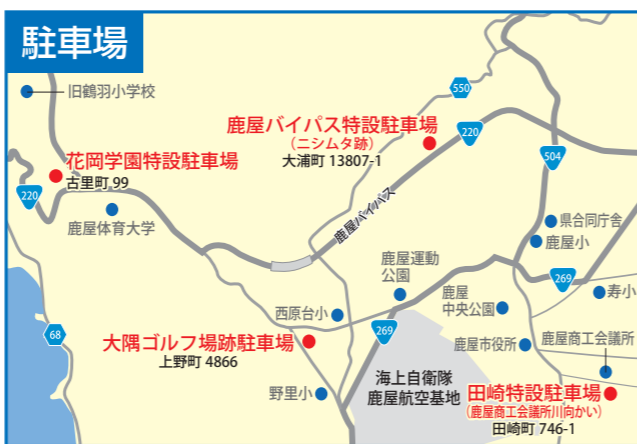 駐車場
旧鶴羽小学校
花岡学園特設駐車場
古里町 99
220
鹿屋体育大学
68
鹿屋バイパス特設駐車場
（ニシムタ跡）
大浦町 13807-1
550
220
504
鹿屋バイパス
県合同庁舎
鹿屋小
269
寿小
鹿屋運動
公園
鹿屋
中央公園
西原台小
269
大隅ゴルフ場跡駐車場
上野町 4866
野里小
鹿屋市役所
鹿屋商工会議所
海上自衛隊
鹿屋航空基地
田崎特設駐車場
（鹿屋商工会議所川向かい）
田崎町 746-1